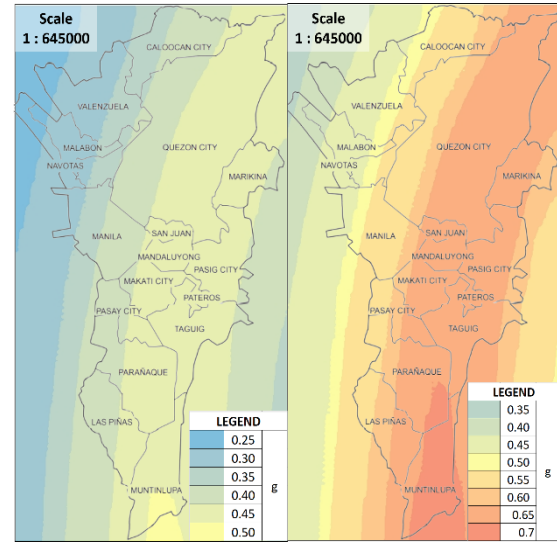 Scale
1 : 645000
CALOOCAN CITY
VALENZUELA
MALABON
QUEZON CITY
NAVOTAS
MARIKINA
MANILA
SAN JUAN
MANDALUYONG
PASIG CITY
MAKATI CITY
PATEROS
PASAY CITY
TAGUIG
PARAÑAQUE
LAS PIÑAS
MUNTINLUPA
LEGEND
0.25
0.30
0.35
0.40
0.45
0.50
g
Scale
1 : 645000
CALOOCAN CITY
VALENZUELA
MALABON
QUEZON CITY
NAVOTAS
MARIKINA
MANILA
SAN JUAN
MANDALUYONG
PASIG CITY
MAKATI CITY
PATEROS
PASAY CITY
TAGUIG
PARAÑAQUE
LAS PIÑAS
MUNTINLUPA
LEGEND
0.35
0.40
0.45
0.50
0.55
0.60
0.65
0.7
g